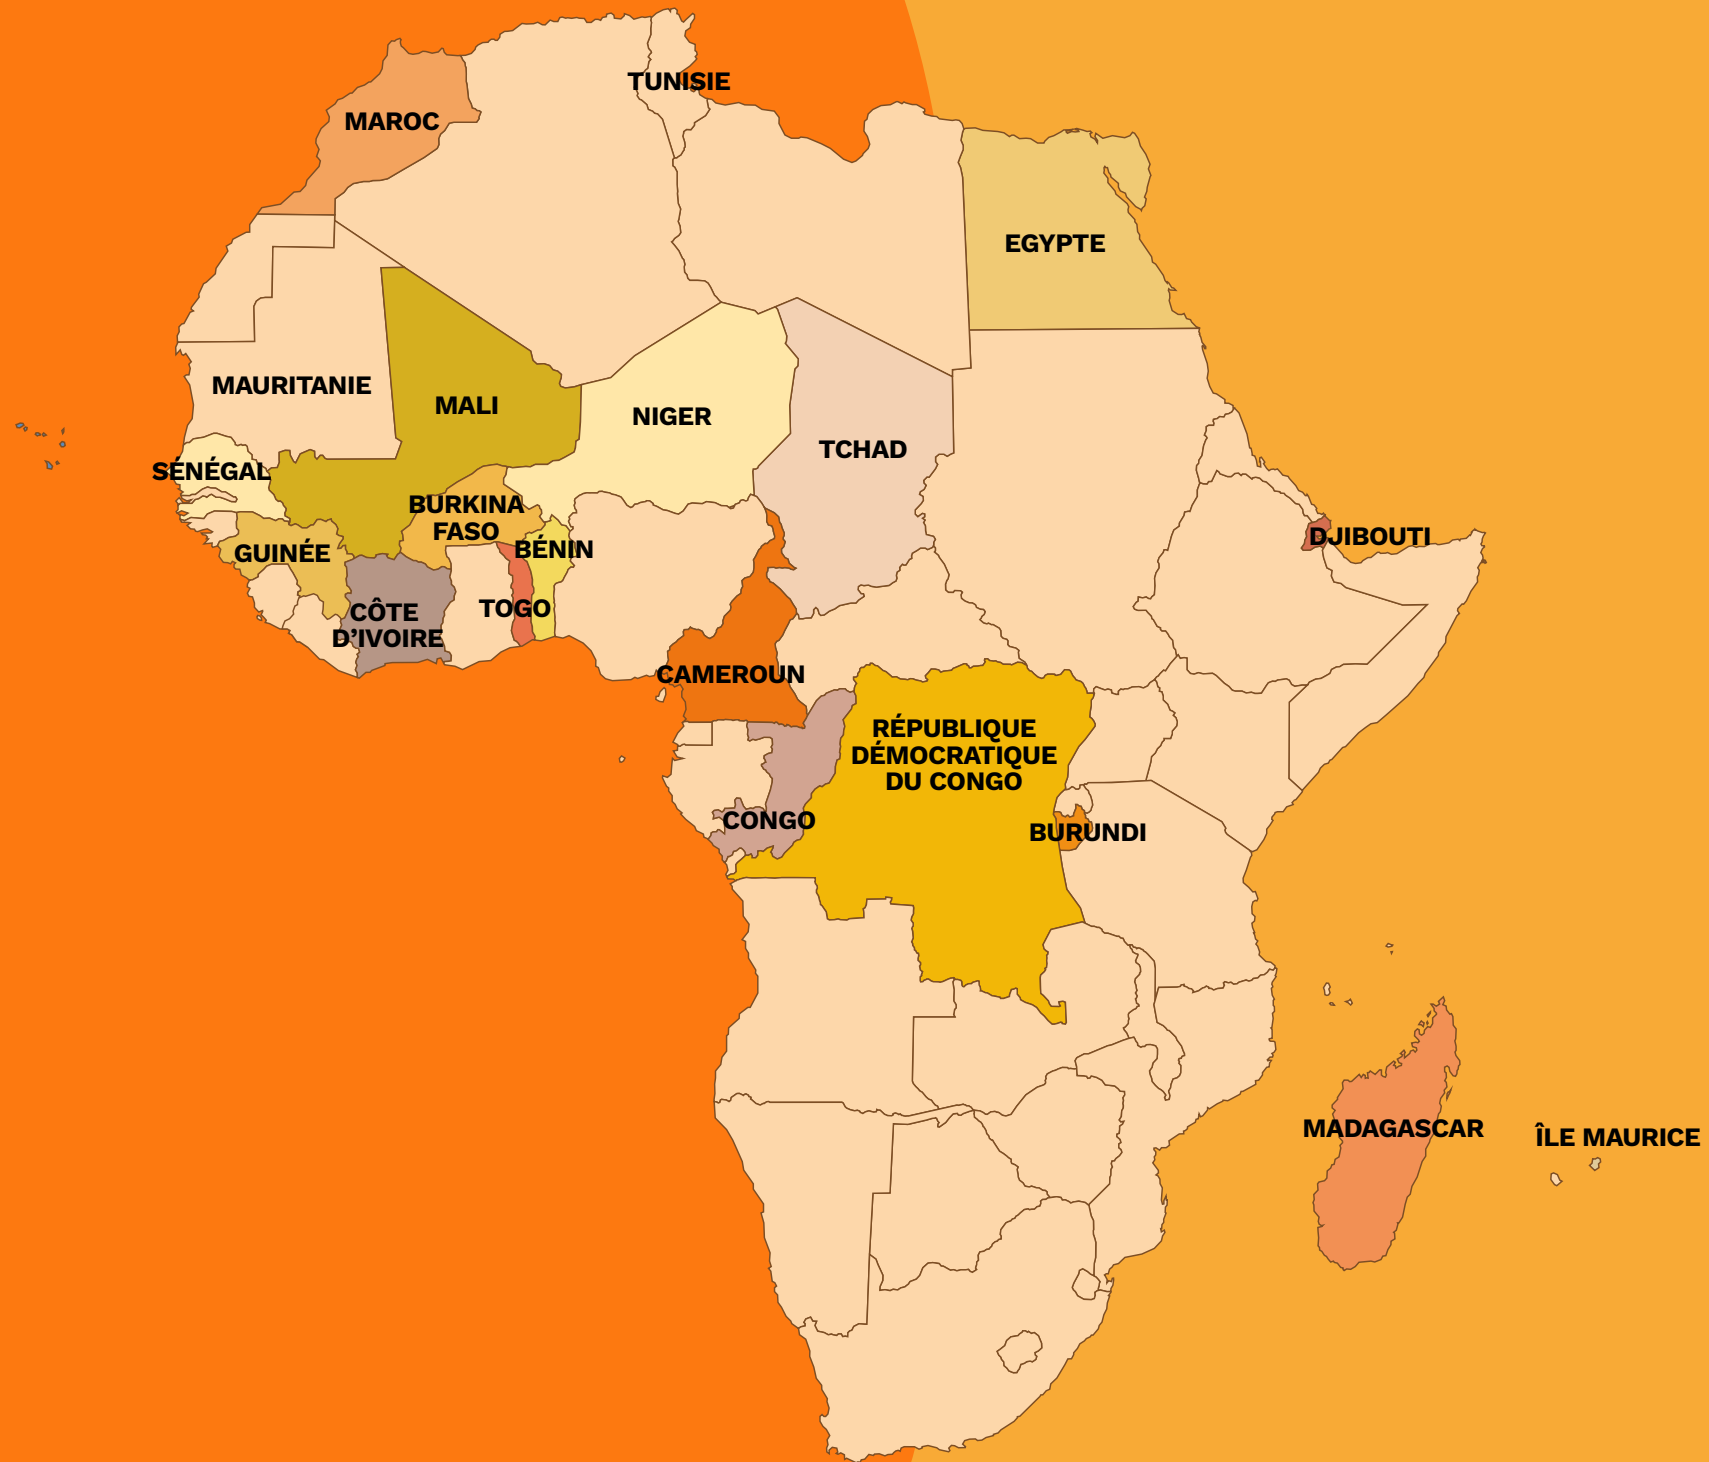 TUNISIE
MAROC
EGYPTE
MAURITANIE
MALI
NIGER
TCHAD
SÉNÉGAL
BURKINA
FASO
DJIBOUTI
GUINÉE
BÉNIN
CÔTE
D’IVOIRE
TOGO
CAMEROUN
RÉPUBLIQUE
DÉMOCRATIQUE
DU CONGO
CONGO
BURUNDI
MADAGASCAR
ÎLE MAURICE